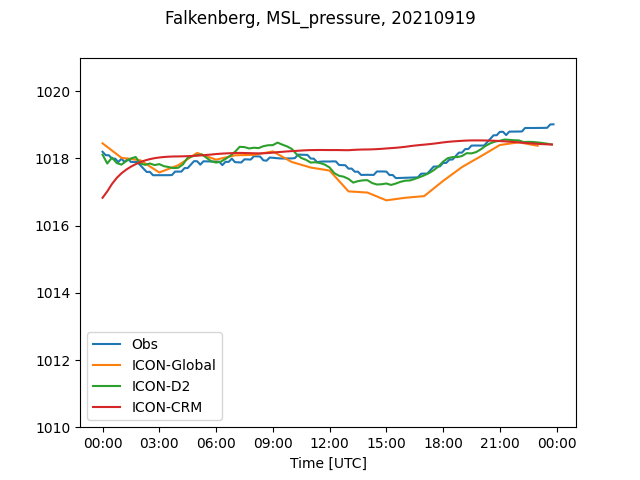 Falkenberg, MSL_pressure, 20210919
1020
1018
1016
1014
1012
1010
Obs
ICON-Global
ICON-D2
ICON-CRM
00:00 03:00 06:00 09:00 12:00 15:00 18:00 21:00 00:00
Time [UTC]